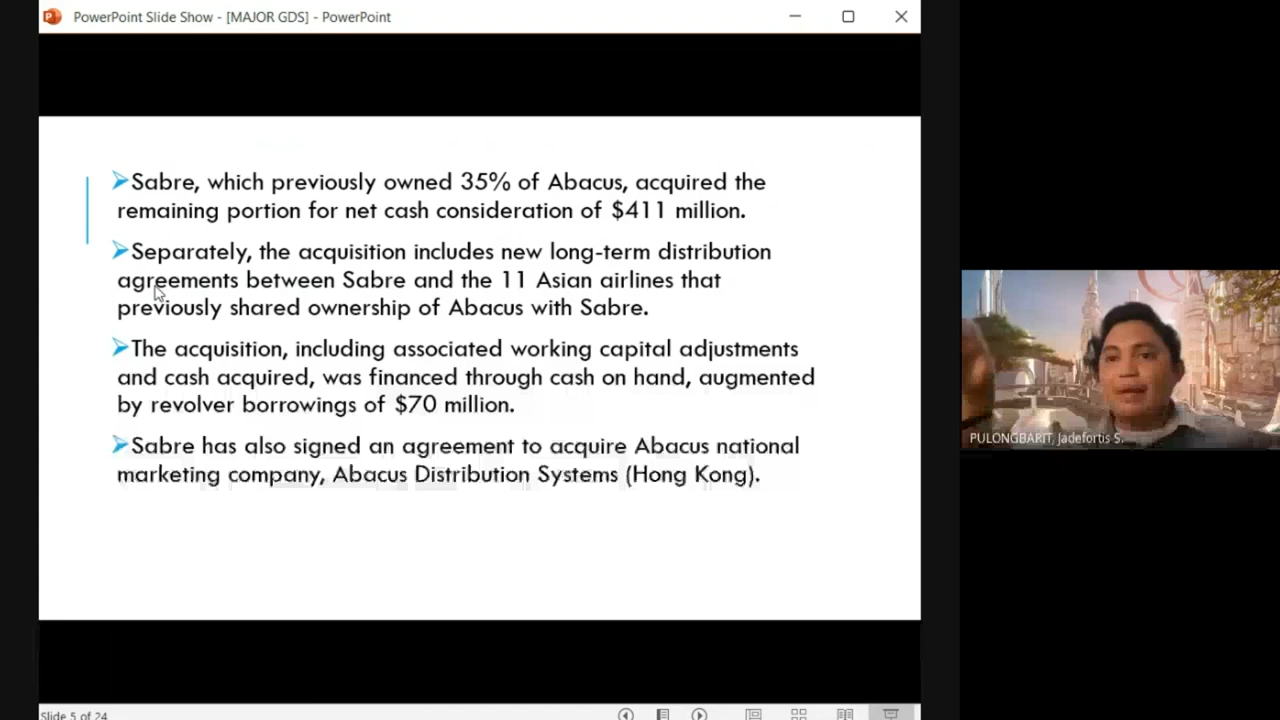 PowerPoint Slide Show - [MAJOR GDS] - PowerPoint
Sabre, which previously owned 35% of Abacus, acquired the
remaining portion for net cash consideration of $411 million.
Separately, the acquisition includes new long-term distribution
agreements between Sabre and the 11 Asian airlines that
previously shared ownership of Abacus with Sabre.
The acquisition, including associated working capital adjustments
and cash acquired, was financed through cash on hand, augmented
by revolver borrowings of $70 million.
Sabre has also signed an agreement to acquire Abacus national
marketing company, Abacus Distribution Systems (Hong Kong).
PULONGBARIT, Jadefortis S.
Slide 5 of 24